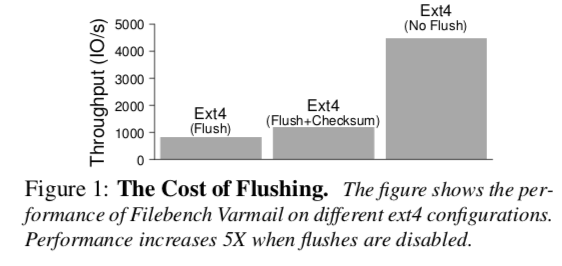 Throughput (IO/s)
5000
4000
3000
2000
1000
0
Ext4
(Flush)
Ext4
(Flush+Checksum)
Ext4
(No Flush)
Figure 1: The Cost of Flushing. The figure shows the per-
formance of Filebench Varmail on different ext4 configurations.
Performance increases 5X when flushes are disabled.